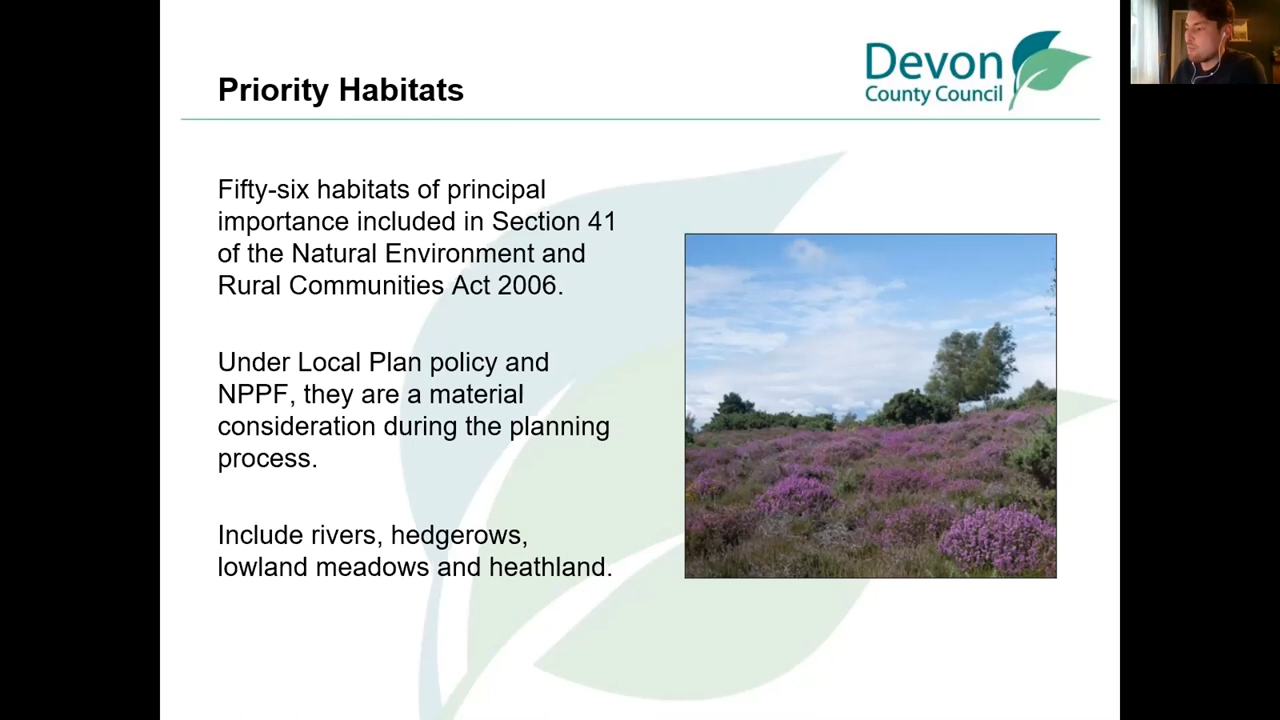 Devon
County Council
Priority Habitats
Fifty-six habitats of principal
importance included in Section 41
of the Natural Environment and
Rural Communities Act 2006.
Under Local Plan policy and
NPPF, they are a material
consideration during the planning
process.
Include rivers, hedgerows,
lowland meadows and heathland.